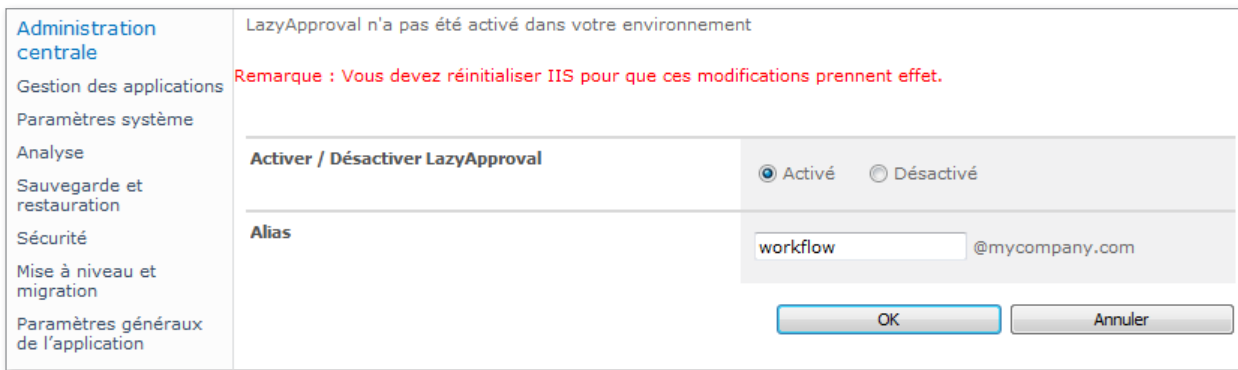 Administration
centrale
Gestion des applications
Paramètres système
Analyse
Sauvegarde et
restauration
Sécurité
Mise à niveau et
migration
Paramètres généraux
de l'application
LazyApproval n'a pas été activé dans votre environnement
Remarque : Vous devez réinitialiser IIS pour que ces modifications prennent effet.
Activer / Désactiver LazyApproval
Activé Désactivé
Alias
workflow @mycompany.com
OK Annuler